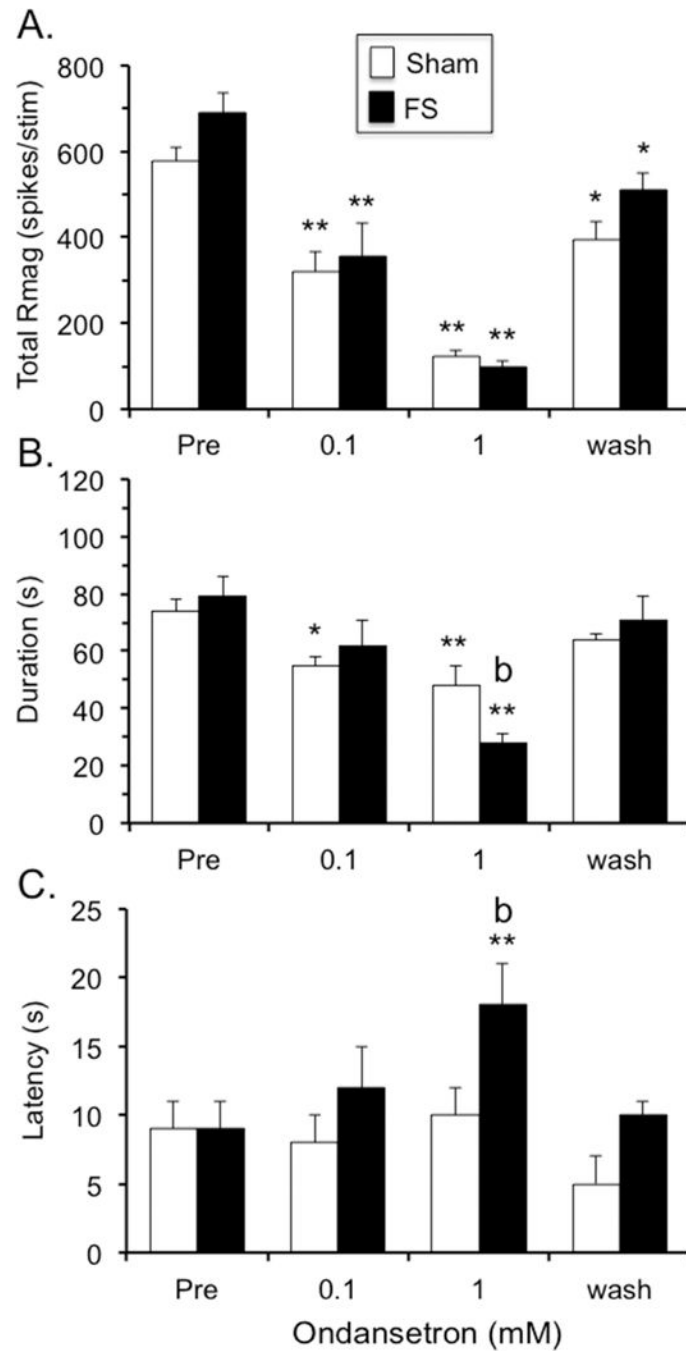 A.
Sham
FS
Total Rmag (spikes/stim)
800
600
400
200
0
** ** ** ** * *
Pre 0.1 1 wash
B.
Duration (s)
120
100
80
60
40
20
0
* ** b **
Pre 0.1 1 wash
C.
Latency (s)
25
20
15
10
5
0
b
**
Pre 0.1 1 wash
Ondansetron (mM)